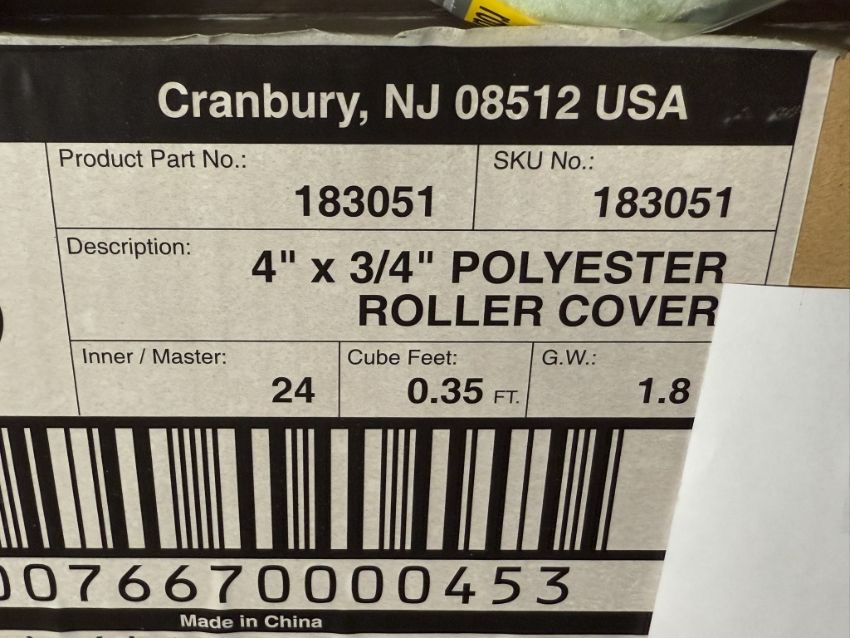 Cranbury, NJ 08512 USA
Product Part No.:
183051
SKU No.:
183051
Description:
4" x 3/4" POLYESTER
ROLLER COVER
Inner / Master:
24
Cube Feet:
0.35 FT.
G.W.:
1.8
0076670000453
Made in China